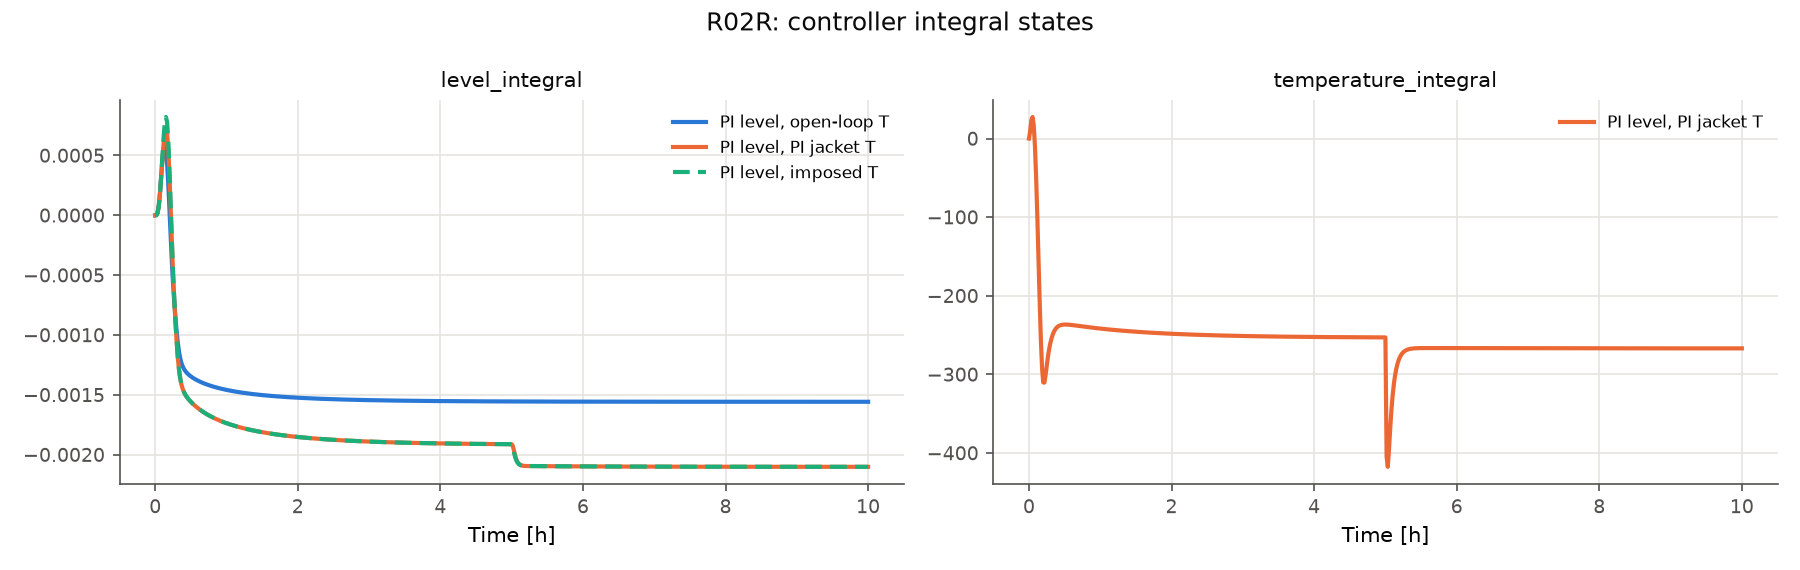 R02R: controller integral states
level_integral
PI level, open-loop T
PI level, PI jacket T
PI level, imposed T
0.0005
0.0000
−0.0005
−0.0010
−0.0015
−0.0020
0 2 4 6 8 10
Time [h]
temperature_integral
PI level, PI jacket T
0
−100
−200
−300
−400
0 2 4 6 8 10
Time [h]